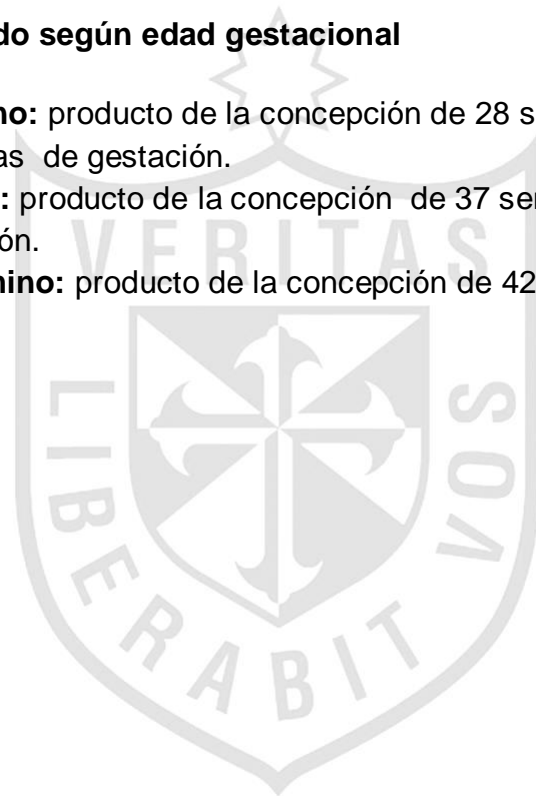 do según edad gestacional
no: producto de la concepción de 28 s
as de gestación.
: producto de la concepción de 37 se
ón.
nino: producto de la concepción de 42
VERITAS
LIBERABIT
VOS